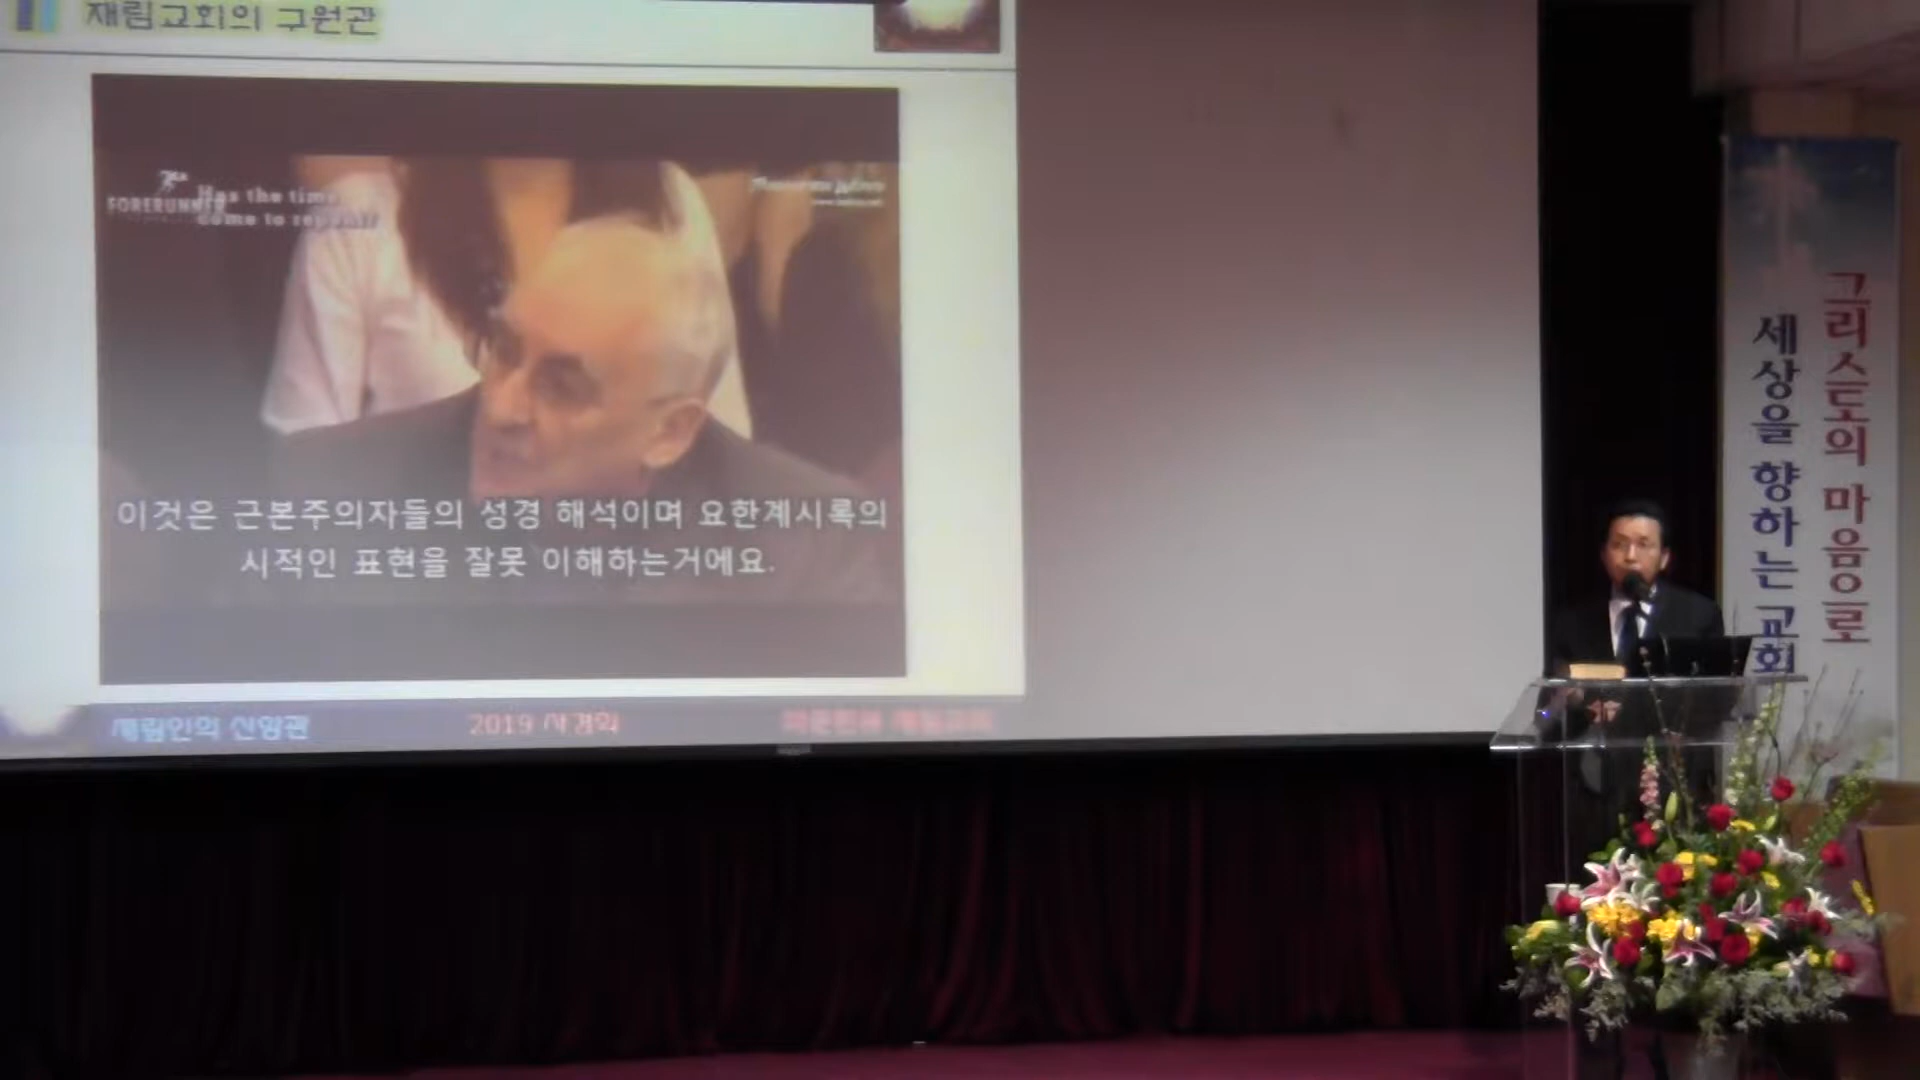 재림교회의 구원관
FORERUNNER
Has the time
come to repent?
이것은 근본주의자들의 성경 해석이며 요한계시록의
시적인 표현을 잘못 이해하는거에요.
재림인의 신앙관
2019 사경회
그리스도의 마음으로
세상을 향하는 교회